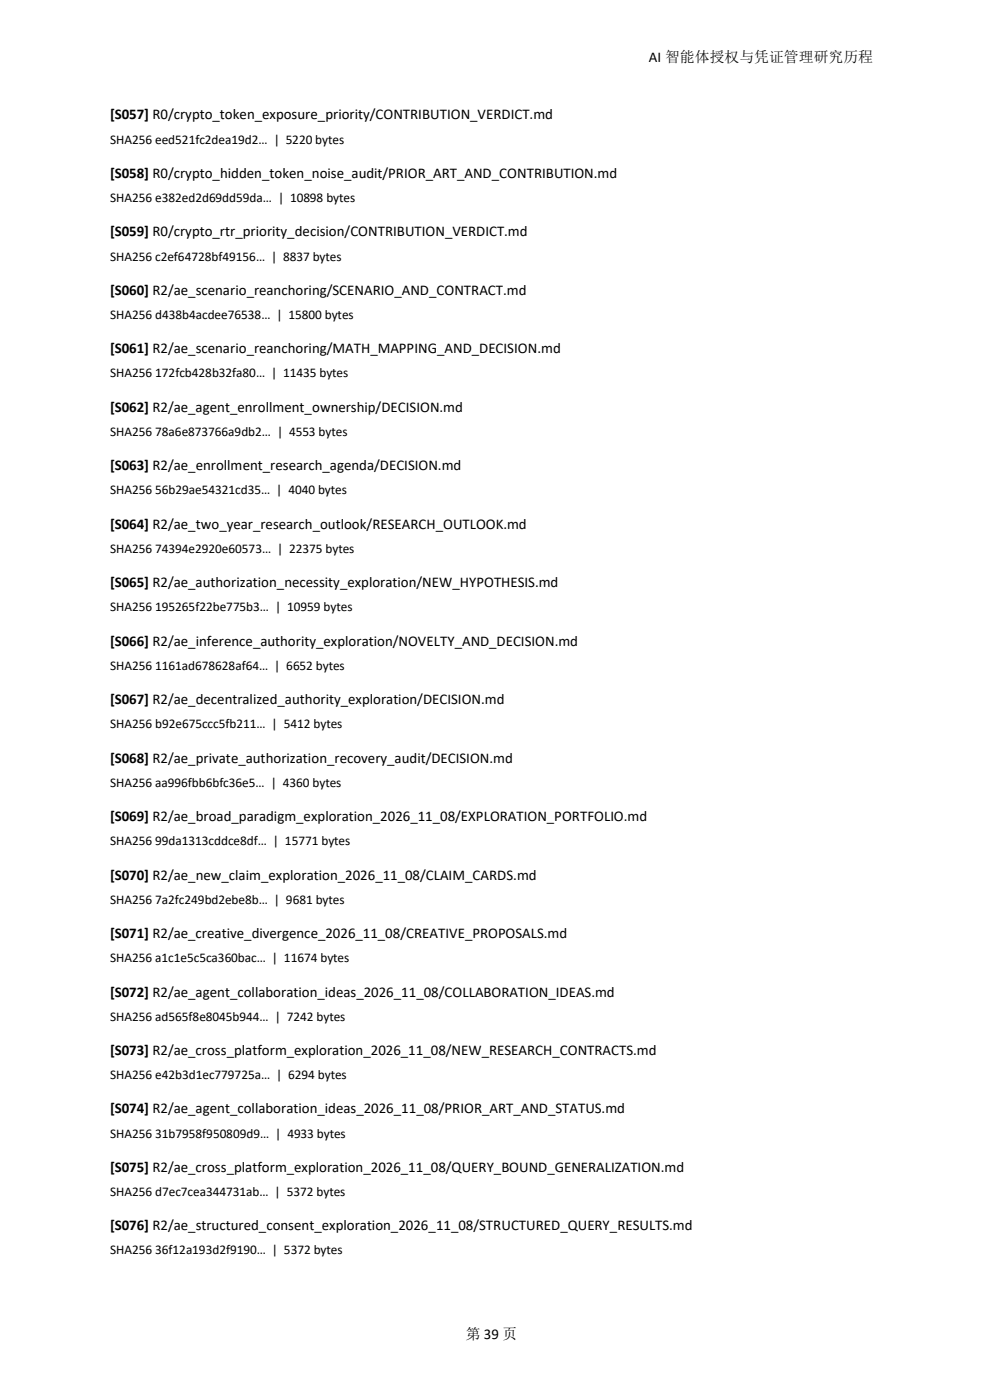 AI 智能体授权与凭证管理研究历程
[S057] R0/crypto_token_exposure_priority/CONTRIBUTION_VERDICT.md
SHA256 eed521fc2dea19d2... | 5220 bytes
[S058] R0/crypto_hidden_token_noise_audit/PRIOR_ART_AND_CONTRIBUTION.md
SHA256 e382ed2d69dd59da... | 10898 bytes
[S059] R0/crypto_rtr_priority_decision/CONTRIBUTION_VERDICT.md
SHA256 c2ef64728bf49156... | 8837 bytes
[S060] R2/ae_scenario_reanchoring/SCENARIO_AND_CONTRACT.md
SHA256 d438b4acdee76538... | 15800 bytes
[S061] R2/ae_scenario_reanchoring/MATH_MAPPING_AND_DECISION.md
SHA256 172fcb428b32fa80... | 11435 bytes
[S062] R2/ae_agent_enrollment_ownership/DECISION.md
SHA256 78a6e873766a9db2... | 4553 bytes
[S063] R2/ae_enrollment_research_agenda/DECISION.md
SHA256 56b29ae54321cd35... | 4040 bytes
[S064] R2/ae_two_year_research_outlook/RESEARCH_OUTLOOK.md
SHA256 74394e2920e60573... | 22375 bytes
[S065] R2/ae_authorization_necessity_exploration/NEW_HYPOTHESIS.md
SHA256 195265f22be775b3... | 10959 bytes
[S066] R2/ae_inference_authority_exploration/NOVELTY_AND_DECISION.md
SHA256 1161ad678628af64... | 6652 bytes
[S067] R2/ae_decentralized_authority_exploration/DECISION.md
SHA256 b92e675ccc5fb211... | 5412 bytes
[S068] R2/ae_private_authorization_recovery_audit/DECISION.md
SHA256 aa996fbb6bfc36e5... | 4360 bytes
[S069] R2/ae_broad_paradigm_exploration_2026_11_08/EXPLORATION_PORTFOLIO.md
SHA256 99da1313cddce8df... | 15771 bytes
[S070] R2/ae_new_claim_exploration_2026_11_08/CLAIM_CARDS.md
SHA256 7a2fc249bd2ebe8b... | 9681 bytes
[S071] R2/ae_creative_divergence_2026_11_08/CREATIVE_PROPOSALS.md
SHA256 a1c1e5c5ca360bac... | 11674 bytes
[S072] R2/ae_agent_collaboration_ideas_2026_11_08/COLLABORATION_IDEAS.md
SHA256 ad565f8e8045b944... | 7242 bytes
[S073] R2/ae_cross_platform_exploration_2026_11_08/NEW_RESEARCH_CONTRACTS.md
SHA256 e42b3d1ec779725a... | 6294 bytes
[S074] R2/ae_agent_collaboration_ideas_2026_11_08/PRIOR_ART_AND_STATUS.md
SHA256 31b7958f950809d9... | 4933 bytes
[S075] R2/ae_cross_platform_exploration_2026_11_08/QUERY_BOUND_GENERALIZATION.md
SHA256 d7ec7cea344731ab... | 5372 bytes
[S076] R2/ae_structured_consent_exploration_2026_11_08/STRUCTURED_QUERY_RESULTS.md
SHA256 36f12a193d2f9190... | 5372 bytes
第 39 页